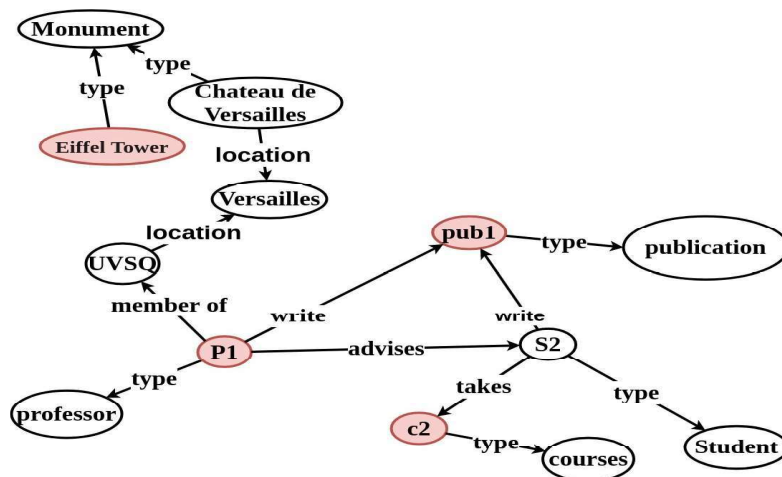 Monument
type
type
Chateau de
Versailles
Eiffel Tower
location
Versailles
location
pub1
type
publication
UVSQ
member of
write
write
P1
advises
S2
type
takes
type
professor
c2
type
courses
Student